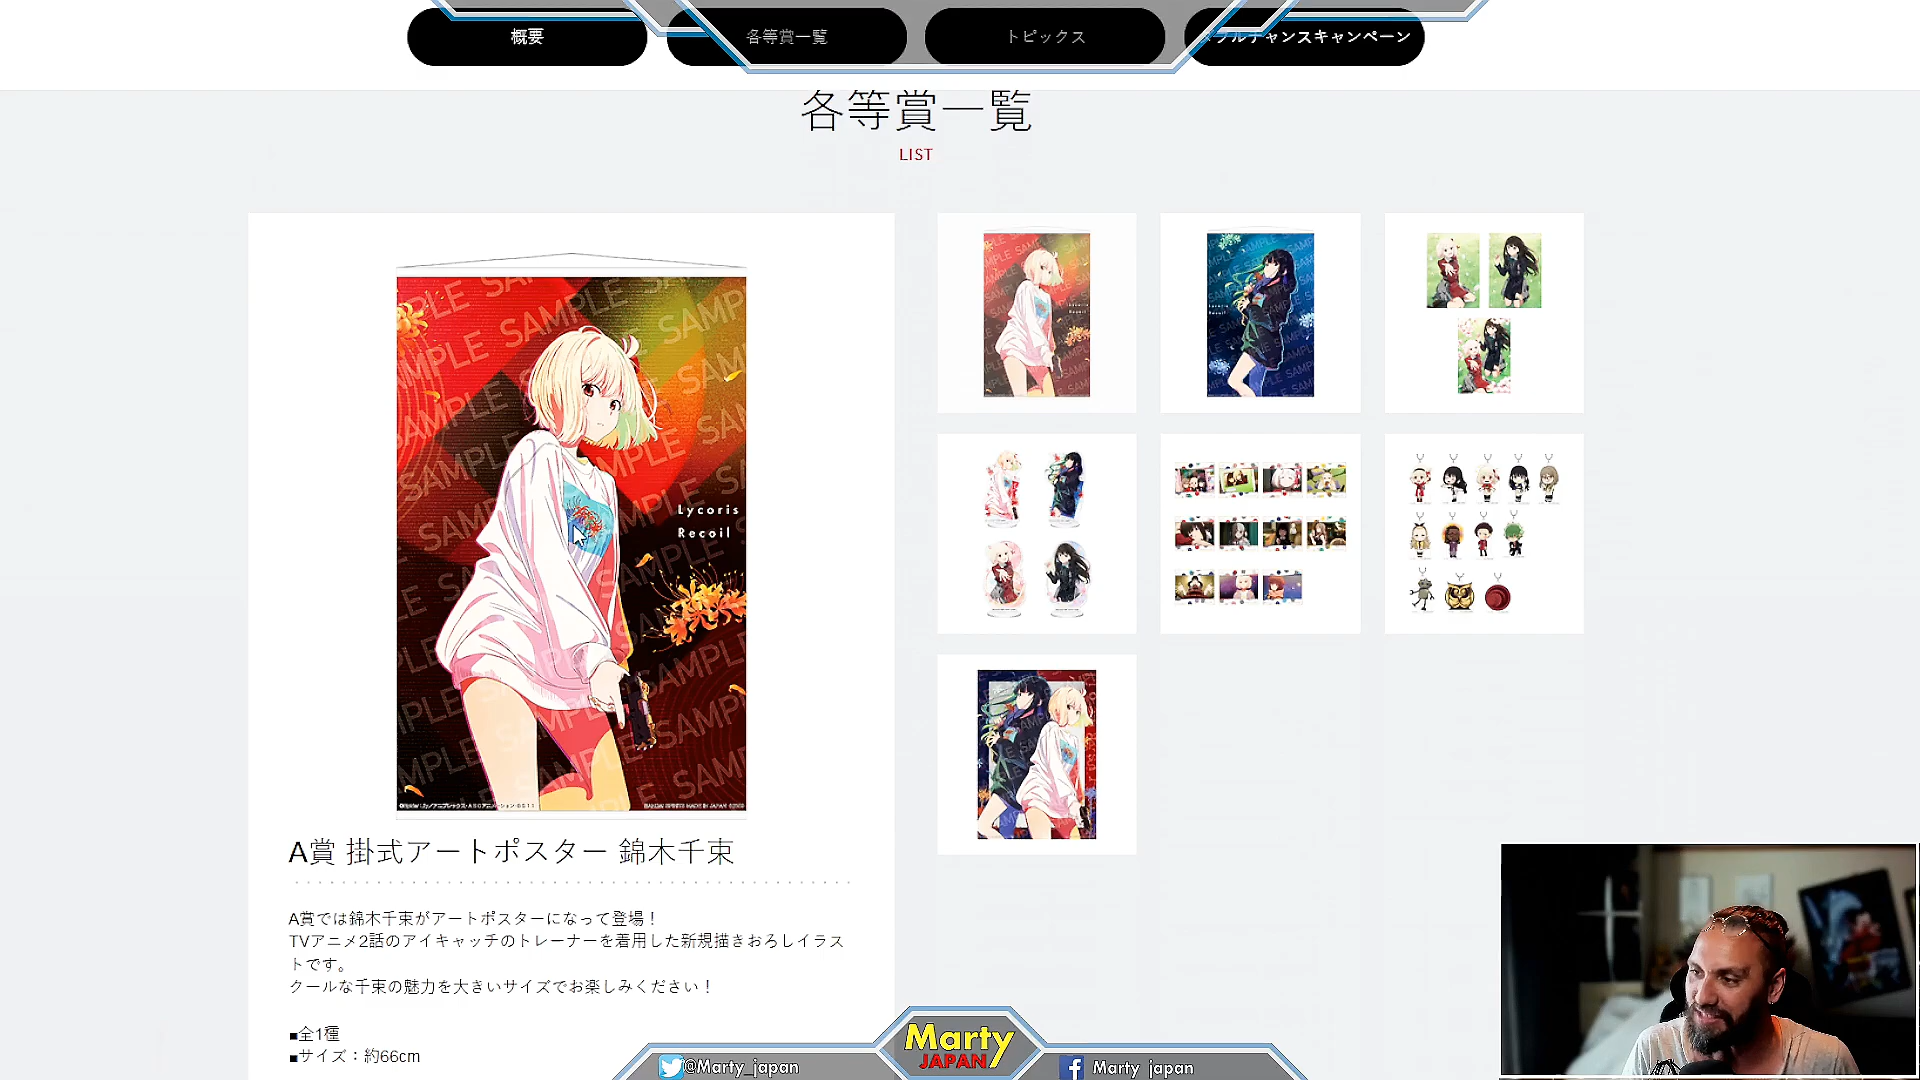 概要
各等賞一覧
トピックス
ブルチャンスキャンペーン
各等賞一覧
LIST
SAMPLE
Lycoris
Recoil
A賞 掛式アートポスター 錦木千束
A賞では錦木千束がアートポスターになって登場！
TVアニメ2話のアイキャッチのトレーナーを着用した新規描きおろしイラス
トです。
クールな千束の魅力を大きいサイズでお楽しみください！
■全1種
■サイズ：約66cm
Marty
JAPAN
@Marty_japan
Marty japan